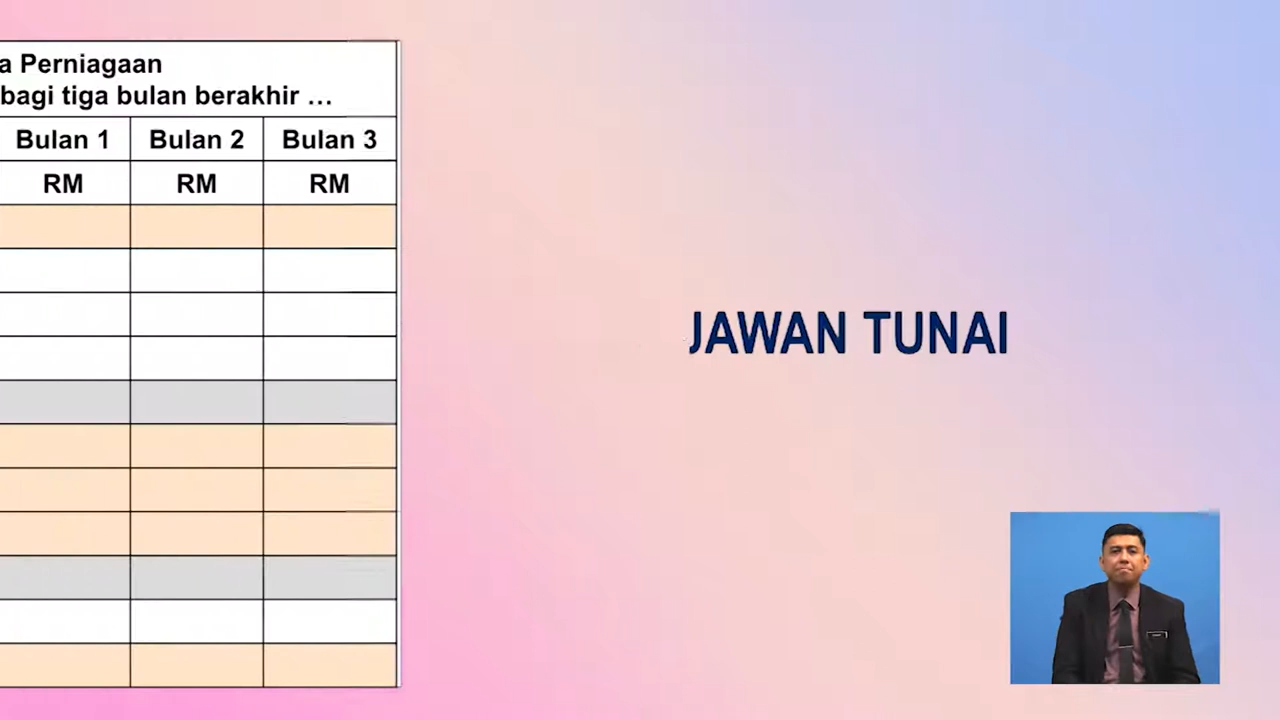 a Perniagaan
bagi tiga bulan berakhir …
Bulan 1 Bulan 2 Bulan 3
RM RM RM
JAWAN TUNAI